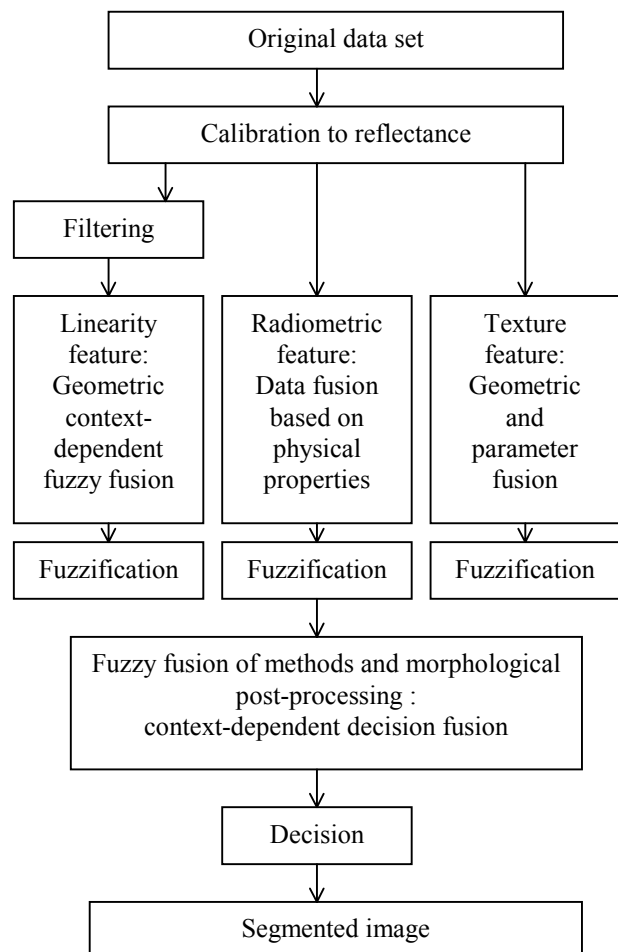 Original data set
Calibration to reflectance
Filtering
Linearity
feature:
Geometric
context-
dependent
fuzzy fusion
Radiometric
feature:
Data fusion
based on
physical
properties
Texture
feature:
Geometric
and
parameter
fusion
Fuzzification
Fuzzification
Fuzzification
Fuzzy fusion of methods and morphological
post-processing :
context-dependent decision fusion
Decision
Segmented image